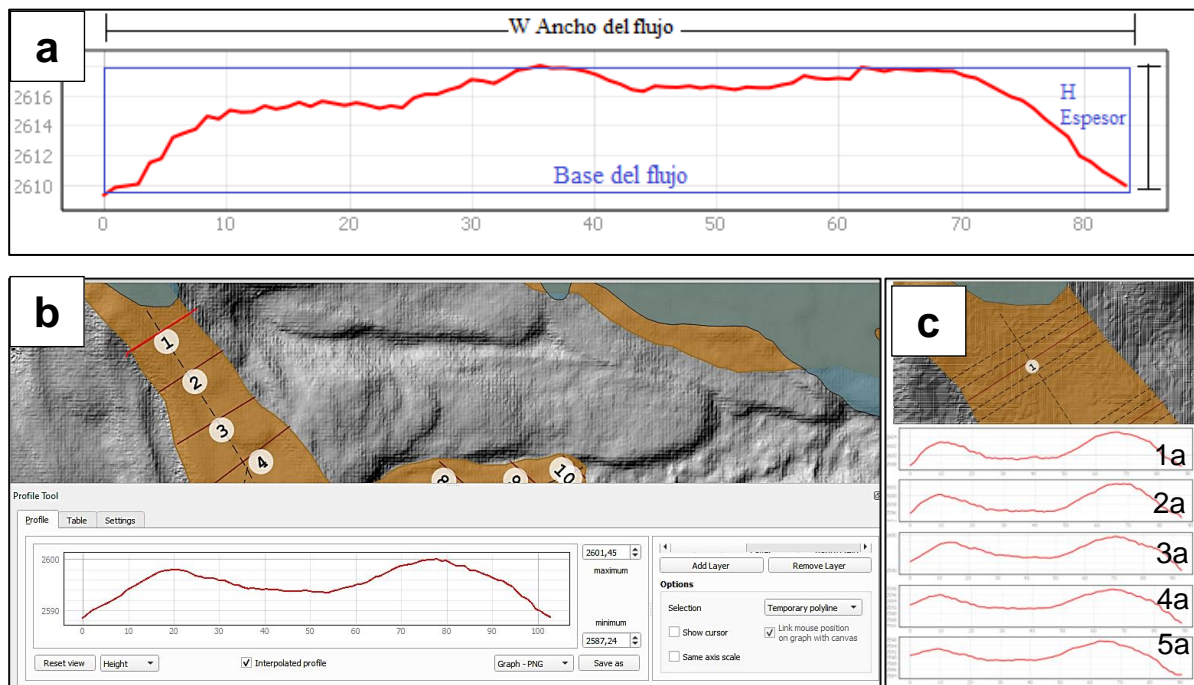 a
W Ancho del flujo
2616
2614
2612
2610
H
Espesor
Base del flujo
0 10 20 30 40 50 60 70 80
b
1
2
3
4
8
9
10
Profile Tool
Profile Table Settings
2600
2590
0 10 20 30 40 50 60 70 80 90 100
2601,45
maximum
minimum
2587,24
Reset view Height Interpolated profile Graph - PNG Save as
Add Layer Remove Layer
Options
Selection Temporary polyline
Show cursor
Link mouse position
on graph with canvas
Same axis scale
c
1
1a
2a
3a
4a
5a